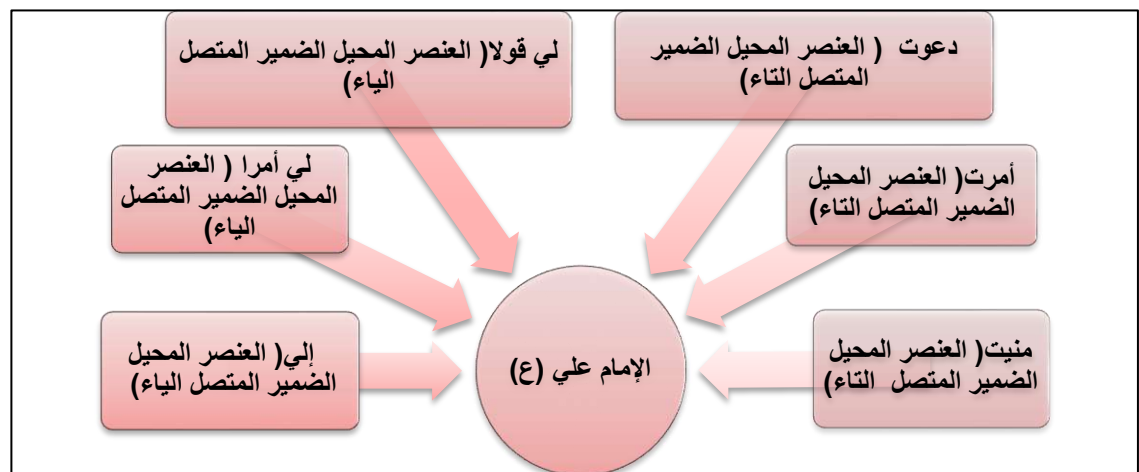 دعوت ( العنصر المحيل الضمير
المتصل التاء)
لي قولا( العنصر المحيل الضمير المتصل
الياء)
أمرت( العنصر المحيل
الضمير المتصل التاء)
لي أمرا ( العنصر
المحيل الضمير المتصل
الياء)
منيت( العنصر المحيل
الضمير المتصل التاء)
إلي( العنصر المحيل
الضمير المتصل الياء)
الإمام علي (ع)